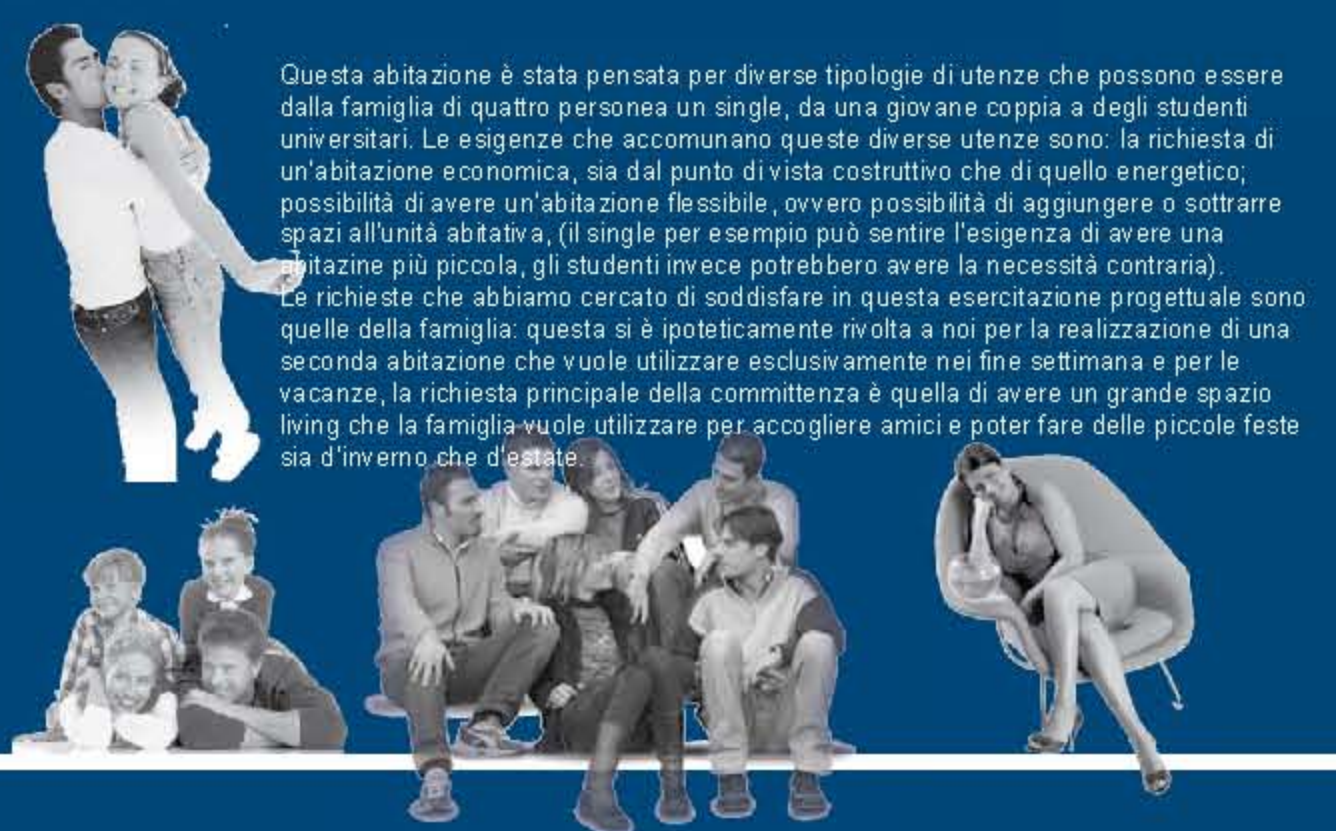 Questa abitazione è stata pensata per diverse tipologie di utenze che possono essere
dalla famiglia di quattro personea un single, da una giovane coppia a degli studenti
universitari. Le esigenze che accomunano queste diverse utenze sono: la richiesta di
un'abitazione economica, sia dal punto di vista costruttivo che di quello energetico;
possibilità di avere un'abitazione flessibile, ovvero possibilità di aggiungere o sottrarre
spazi all'unità abitativa, (il single per esempio può sentire l'esigenza di avere una
abitazine più piccola, gli studenti invece potrebbero avere la necessità contraria).
Le richieste che abbiamo cercato di soddisfare in questa esercitazione progettuale sono
quelle della famiglia: questa si è ipoteticamente rivolta a noi per la realizzazione di una
seconda abitazione che vuole utilizzare esclusivamente nei fine settimana e per le
vacanze, la richiesta principale della committenza è quella di avere un grande spazio
living che la famiglia vuole utilizzare per accogliere amici e poter fare delle piccole feste
sia d'inverno che d'estate.